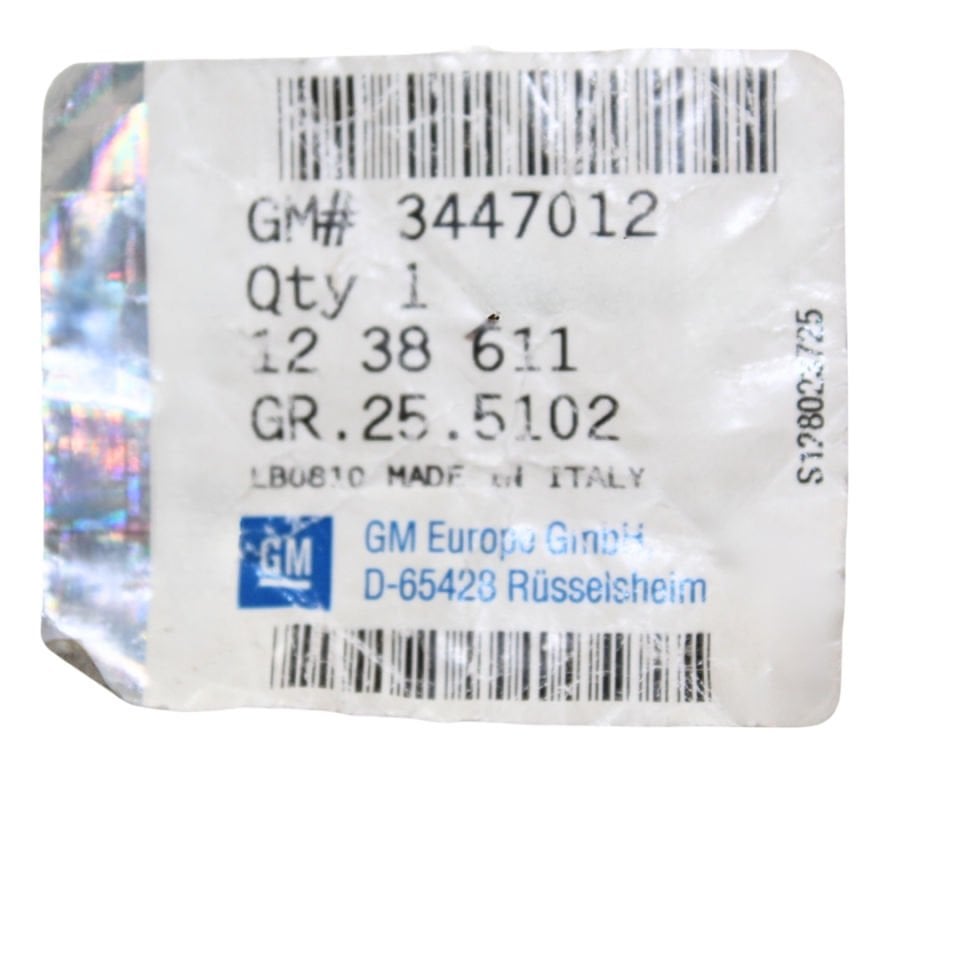 GM# 3447012
Qty 1
12 38 611
GR.25.5102
LB0810 MADE IN ITALY
GM
GM Europe GmbH
D-65428 Rüsselsheim